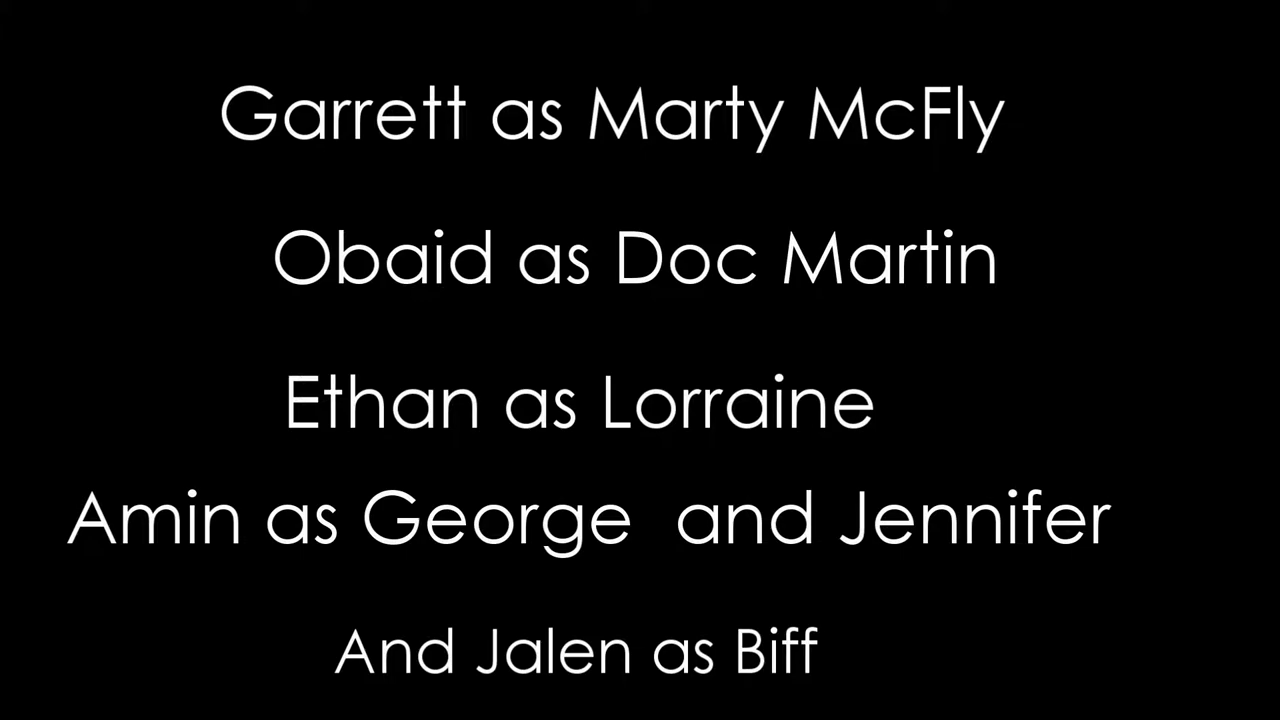 Garrett as Marty McFly
Obaid as Doc Martin
Ethan as Lorraine
Amin as George and Jennifer
And Jalen as Biff